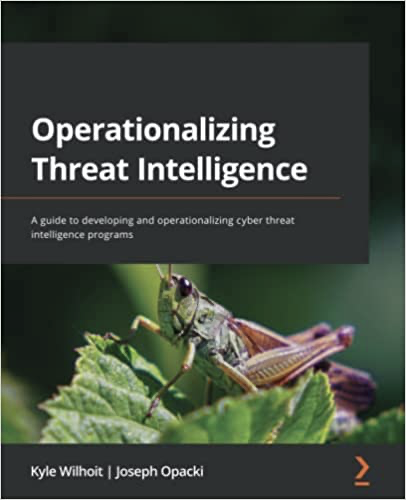 Operationalizing
Threat Intelligence
A guide to developing and operationalizing cyber threat
intelligence programs
Kyle Wilhoit | Joseph Opacki